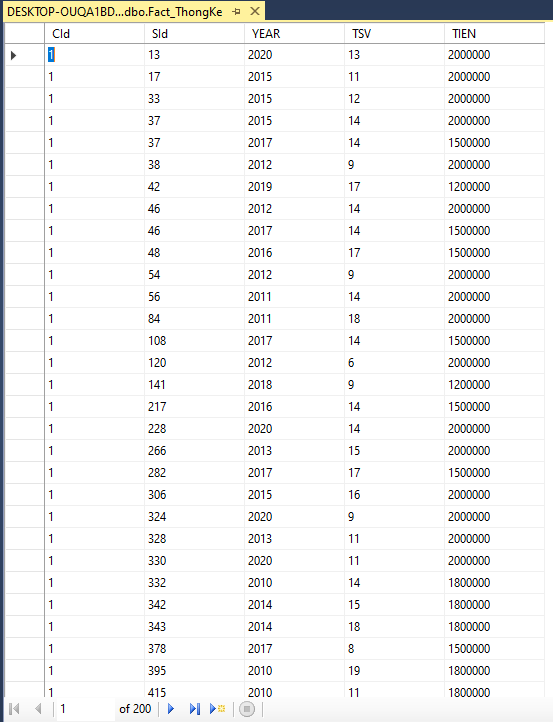 DESKTOP-OUQA1BD...dbo.Fact_ThongKe
CId SId YEAR TSV TIEN
1 13 2020 13 2000000
1 17 2015 11 2000000
1 33 2015 12 2000000
1 37 2015 14 2000000
1 37 2017 14 1500000
1 38 2012 9 2000000
1 42 2019 17 1200000
1 46 2012 14 2000000
1 46 2017 14 1500000
1 48 2016 17 1500000
1 54 2012 9 2000000
1 56 2011 14 2000000
1 84 2011 18 2000000
1 108 2017 14 1500000
1 120 2012 6 2000000
1 141 2018 9 1200000
1 217 2016 14 1500000
1 228 2020 14 2000000
1 266 2013 15 2000000
1 282 2017 17 1500000
1 306 2015 16 2000000
1 324 2020 9 2000000
1 328 2013 11 2000000
1 330 2020 11 2000000
1 332 2010 14 1800000
1 342 2014 15 1800000
1 343 2014 18 1800000
1 378 2017 8 1500000
1 395 2010 19 1800000
1 415 2010 11 1800000
1 of 200